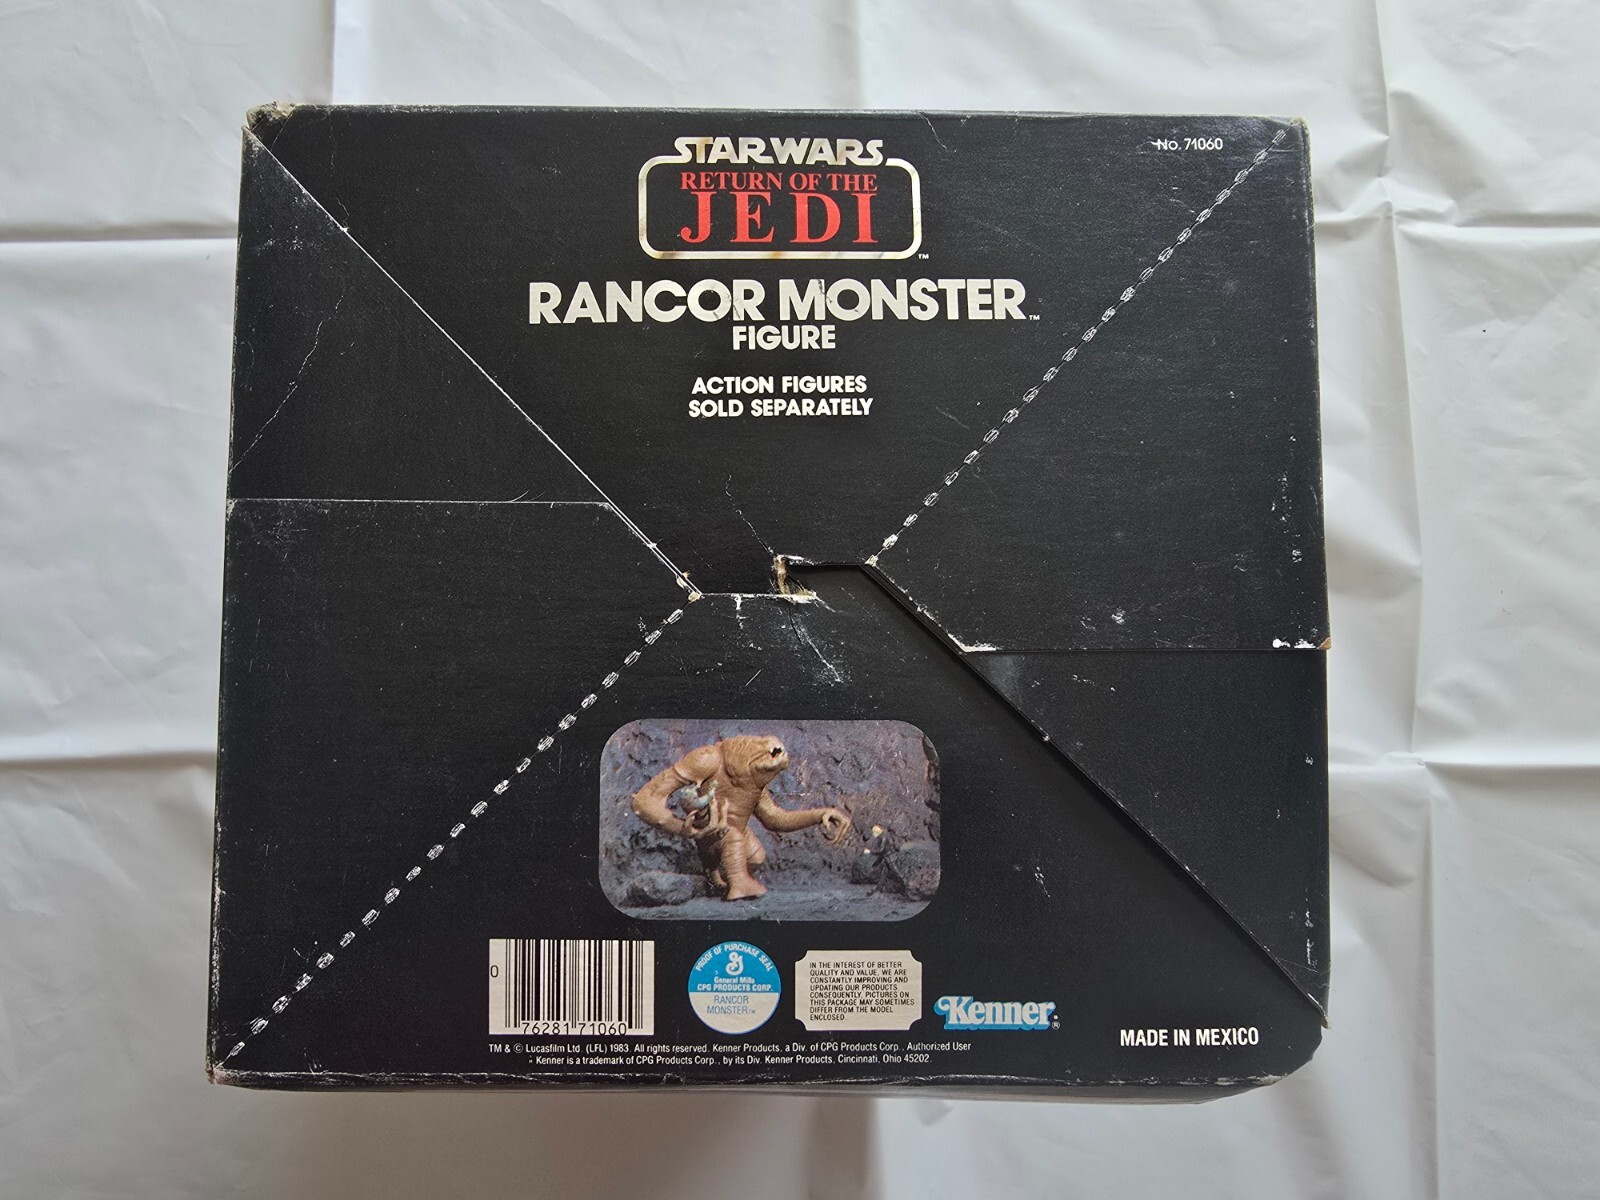 STAR WARS
RETURN OF THE
JEDI
™
No. 71060
RANCOR MONSTER™
FIGURE
ACTION FIGURES
SOLD SEPARATELY
0
76281 71060
PROOF OF PURCHASE SEAL
General Mills
CPG PRODUCTS CORP.
RANCOR
MONSTER™
IN THE INTEREST OF BETTER
QUALITY AND VALUE, WE ARE
CONSTANTLY IMPROVING AND
UPDATING OUR PRODUCTS.
CONSEQUENTLY, PICTURES ON
THIS PACKAGE MAY SOMETIMES
DIFFER FROM THE MODEL
ENCLOSED.
Kenner®
MADE IN MEXICO
TM & © Lucasfilm Ltd. (LFL) 1983. All rights reserved. Kenner Products, a Div. of CPG Products Corp., Authorized User
Kenner is a trademark of CPG Products Corp., by its Div. Kenner Products, Cincinnati, Ohio 45202.